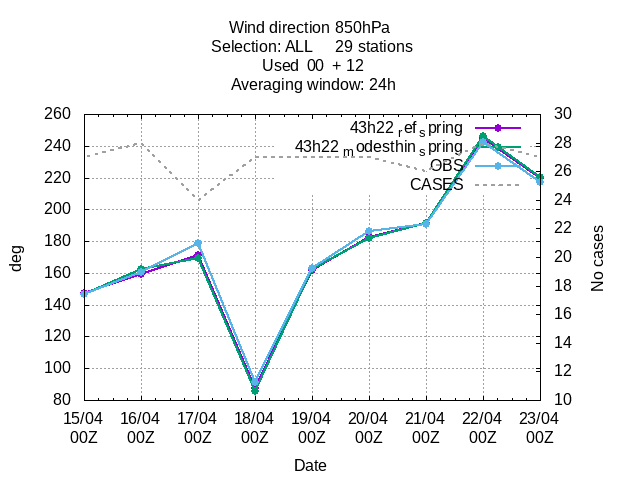 Wind direction 850hPa
Selection: ALL     29 stations
Used  00  + 12
Averaging window: 24h
43h22 ref spring
43h22 modesthin spring
OBS
CASES
260
240
220
200
180
160
140
120
100
80
deg
30
28
26
24
22
20
18
16
14
12
10
No cases
15/04 16/04 17/04 18/04 19/04 20/04 21/04 22/04 23/04
00Z 00Z 00Z 00Z 00Z 00Z 00Z 00Z 00Z
Date